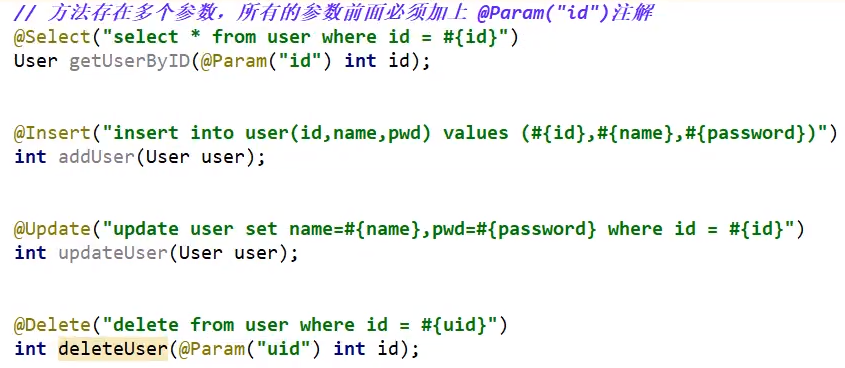 // 方法存在多个参数，所有的参数前面必须加上 @Param("id")注解
@Select("select * from user where id = #{id}")
User getUserByID(@Param("id") int id);
@Insert("insert into user(id,name,pwd) values (#{id},#{name},#{password})")
int addUser(User user);
@Update("update user set name=#{name},pwd=#{password} where id = #{id}")
int updateUser(User user);
@Delete("delete from user where id = #{uid}")
int deleteUser(@Param("uid") int id);